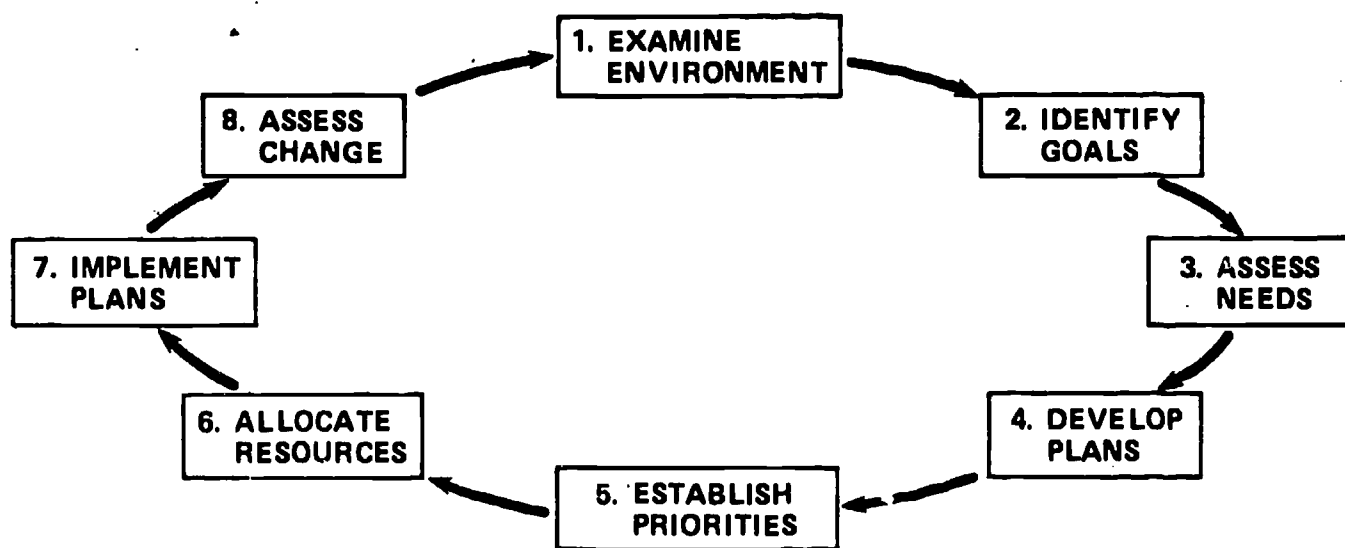 1. EXAMINE
ENVIRONMENT
2. IDENTIFY
GOALS
3. ASSESS
NEEDS
4. DEVELOP
PLANS
5. ESTABLISH
PRIORITIES
6. ALLOCATE
RESOURCES
7. IMPLEMENT
PLANS
8. ASSESS
CHANGE